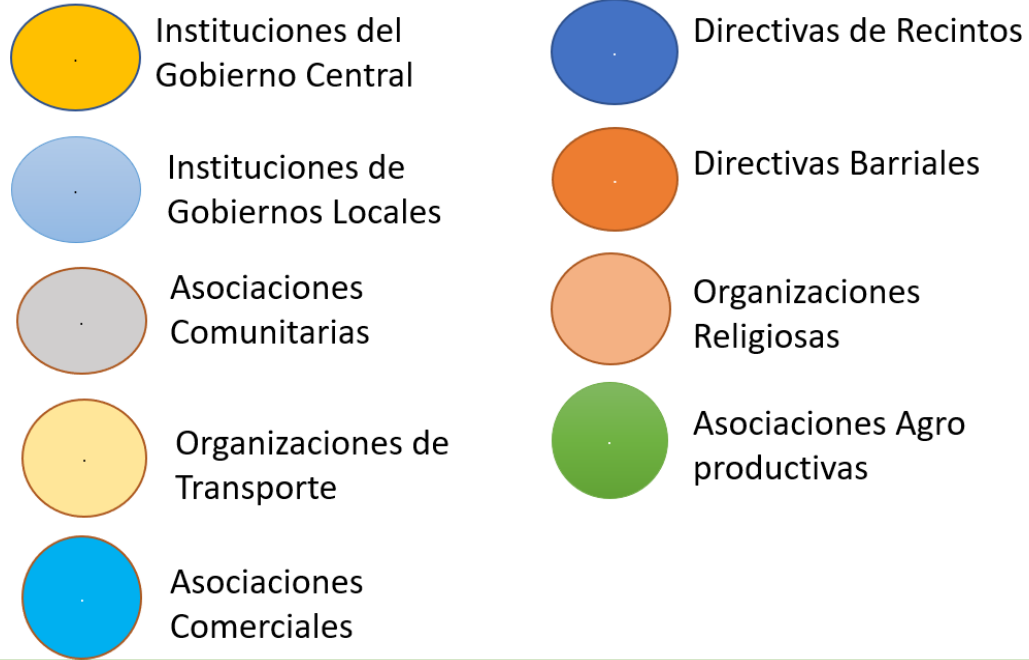 Instituciones del
Gobierno Central
Instituciones de
Gobiernos Locales
Asociaciones
Comunitarias
Organizaciones de
Transporte
Asociaciones
Comerciales
Directivas de Recintos
Directivas Barriales
Organizaciones
Religiosas
Asociaciones Agro
productivas